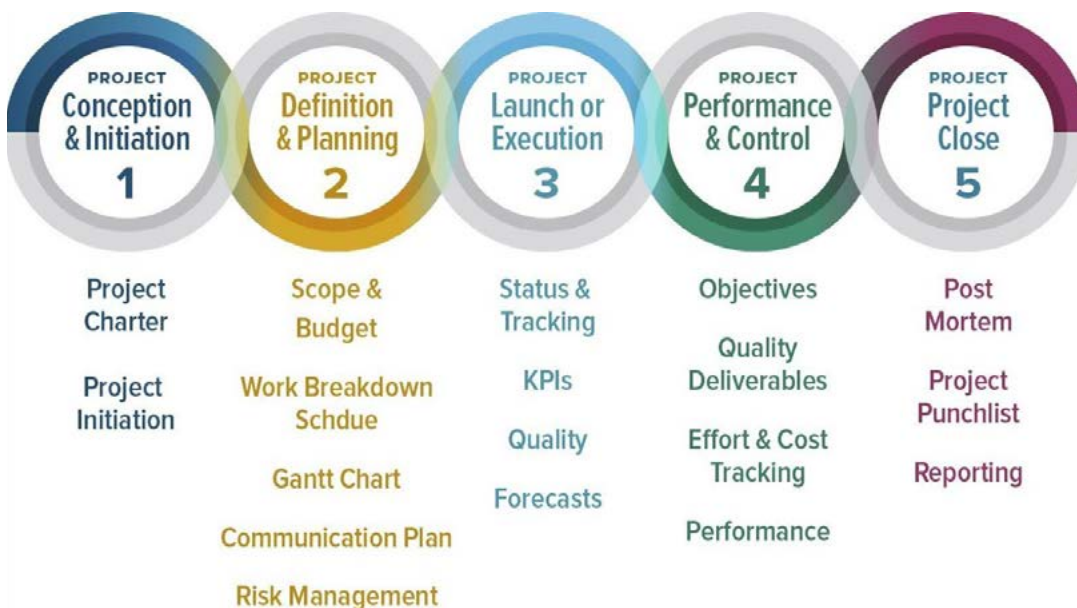 PROJECT
Conception
& Initiation
1
PROJECT
Definition
& Planning
2
PROJECT
Launch or
Execution
3
PROJECT
Performance
& Control
4
PROJECT
Project
Close
5
Project
Charter
Project
Initiation
Scope &
Budget
Work Breakdown
Schdue
Gantt Chart
Communication Plan
Risk Management
Status &
Tracking
KPIs
Quality
Forecasts
Objectives
Quality
Deliverables
Effort & Cost
Tracking
Performance
Post
Mortem
Project
Punchlist
Reporting